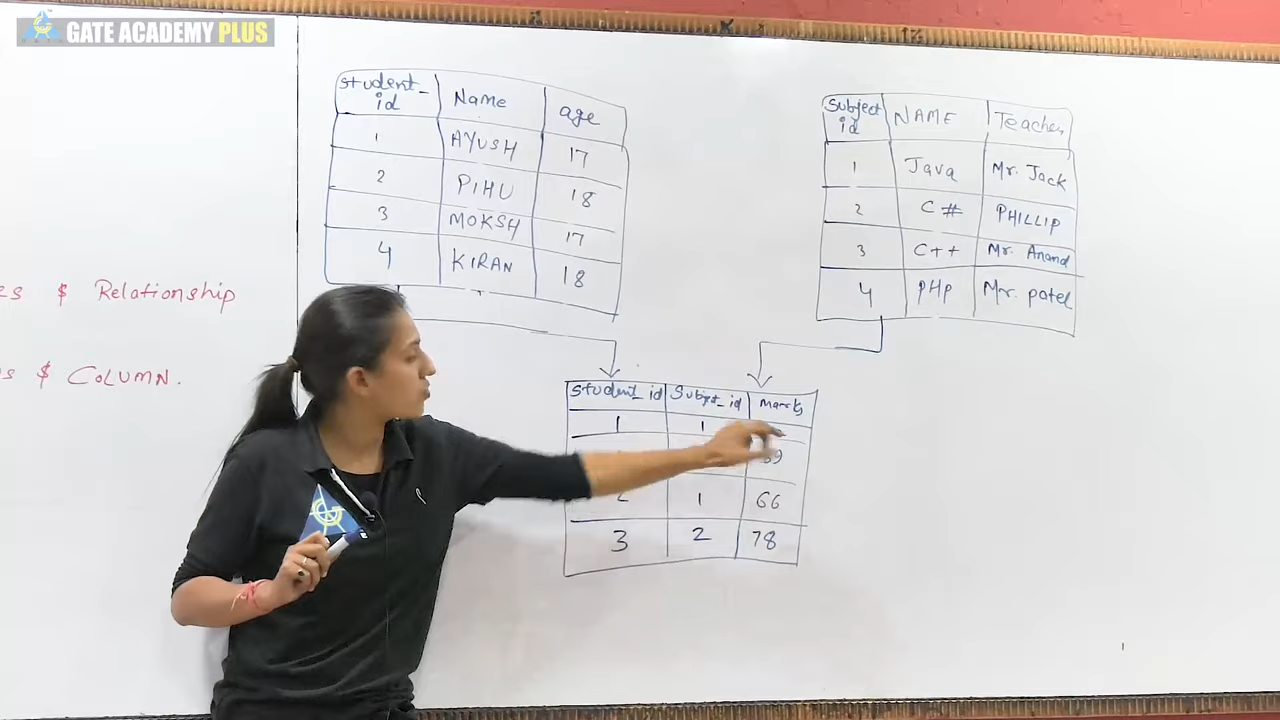 GATE ACADEMY PLUS
student_ id Name age
1 AYUSH 17
2 PIHU 18
3 MOKSH 17
4 KIRAN 18
Subject id NAME Teacher
1 Java Mr. Jack
2 C# PHILLIP
3 C++ Mr. Anand
4 PHP Mr. patel
es $ Relationship
s $ COLUMN.
Student_id Subject_id Marks
1 1
1 66
3 2 78